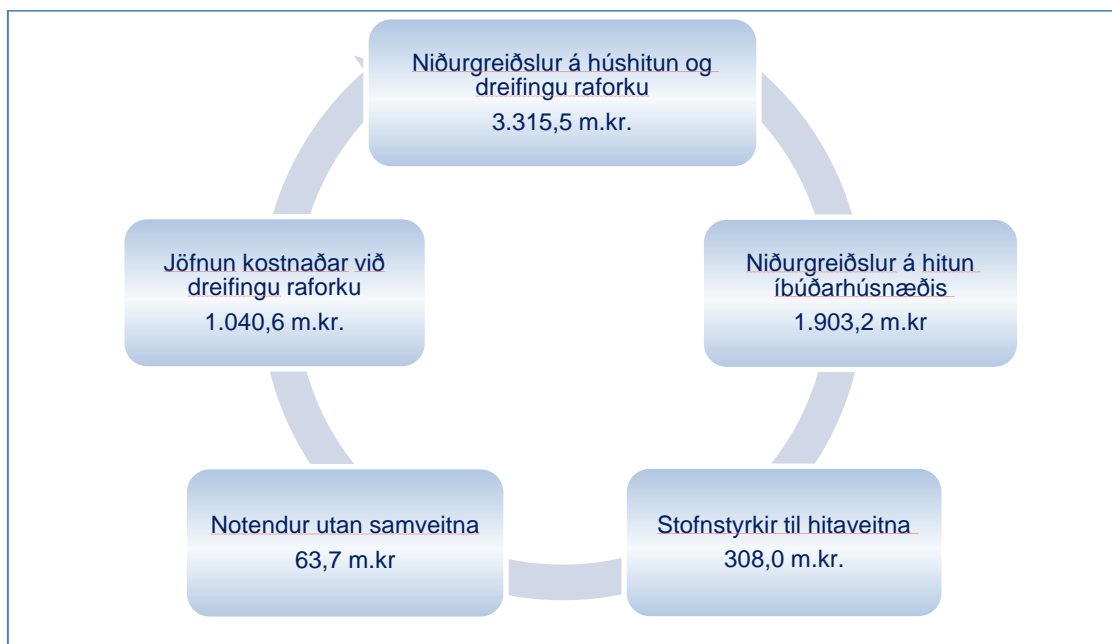 Niðurgreiðslur á húshitun og
dreifingu raforku
3.315,5 m.kr.
Niðurgreiðslur á hitun
íbúðarhúsnæðis
1.903,2 m.kr
Stofnstyrkir til hitaveitna
308,0 m.kr.
Notendur utan samveitna
63,7 m.kr
Jöfnun kostnaðar við
dreifingu raforku
1.040,6 m.kr.